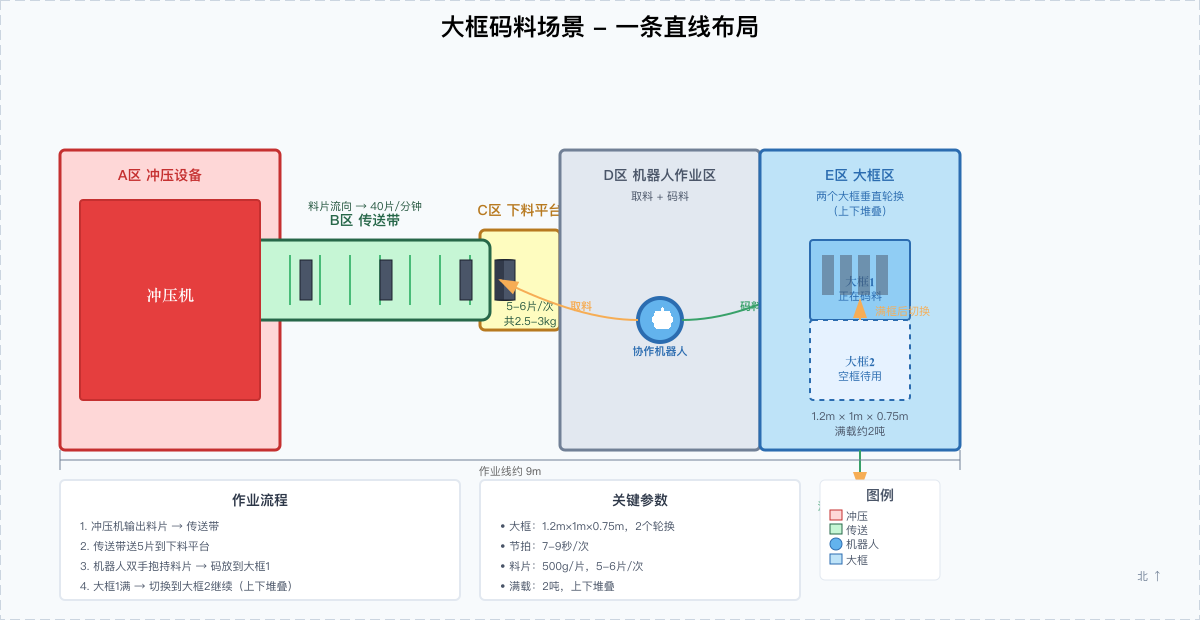 大框码料场景 – 一条直线布局
A区 冲压设备
冲压机
料片流向 → 40片/分钟
B区 传送带
C区 下料平台
5-6片/次
共2.5-3kg
取料
D区 机器人作业区
取料 + 码料
协作机器人
码料
E区 大框区
两个大框垂直轮换
（上下堆叠）
大框1
正在码料
切换
大框2
空框待用
1.2m × 1m × 0.75m
满载约2吨
作业线约 9m
作业流程
1. 冲压机输出料片 → 传送带
2. 传送带送5片到下料平台
3. 机器人双手抱持料片 → 码放到大框1
4. 大框1满 → 切换到大框2继续（上下堆叠）
关键参数
• 大框：1.2m×1m×0.75m，2个轮换
• 节拍：7-9秒/次
• 料片：500g/片，5-6片/次
• 满载：2吨，上下堆叠
图例
冲压
传送
机器人
大框
北 ↑